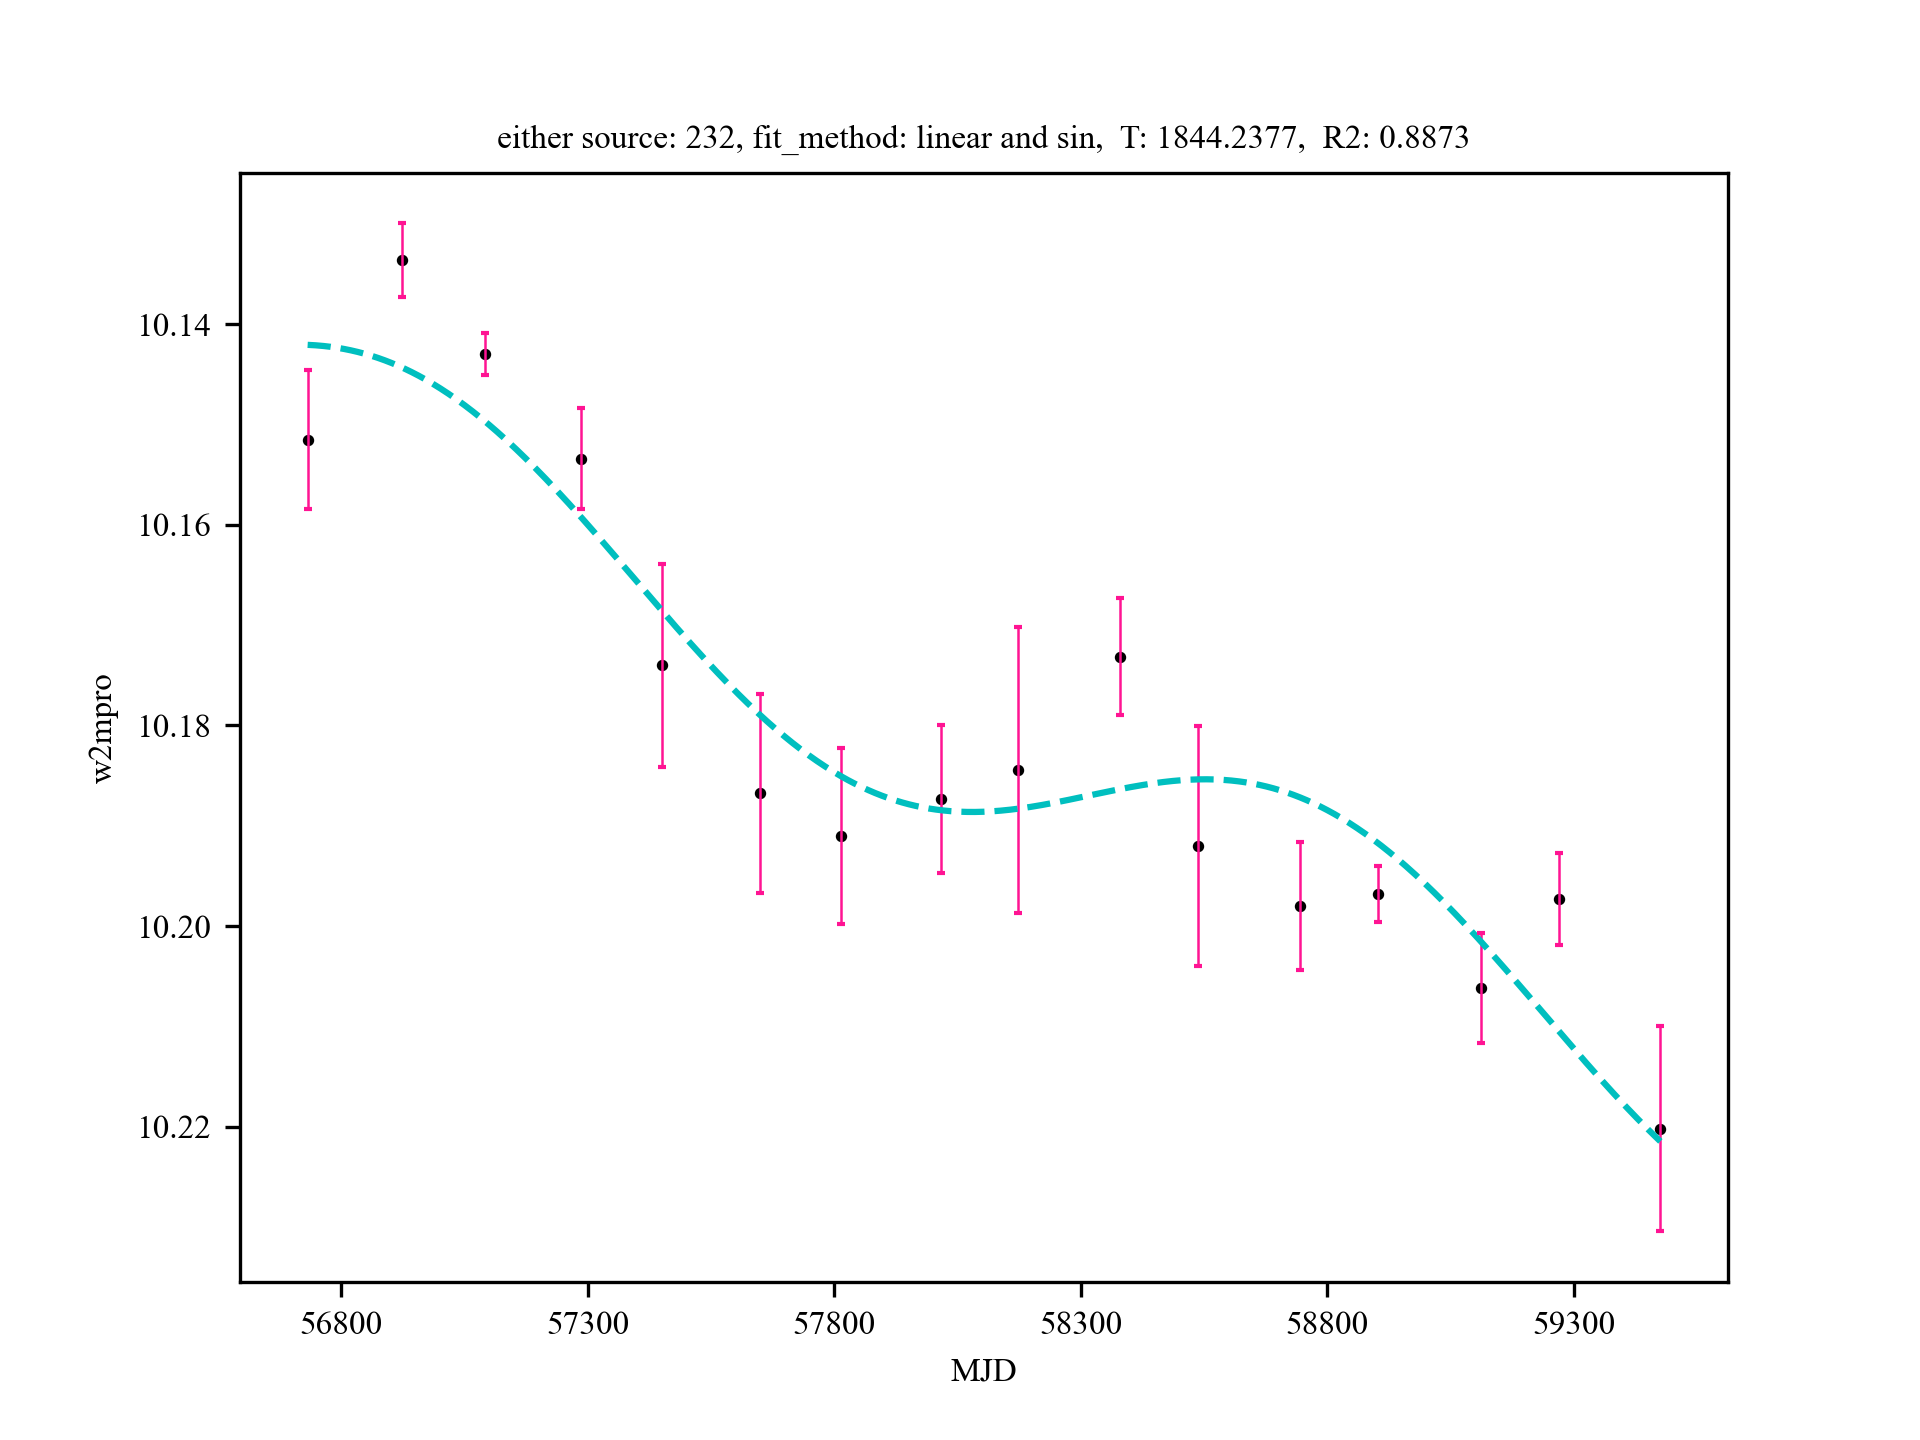 either source: 232, fit_method: linear and sin,  T: 1844.2377,  R2: 0.8873
10.14
10.16
10.18
10.20
10.22
w2mpro
56800 57300 57800 58300 58800 59300
MJD